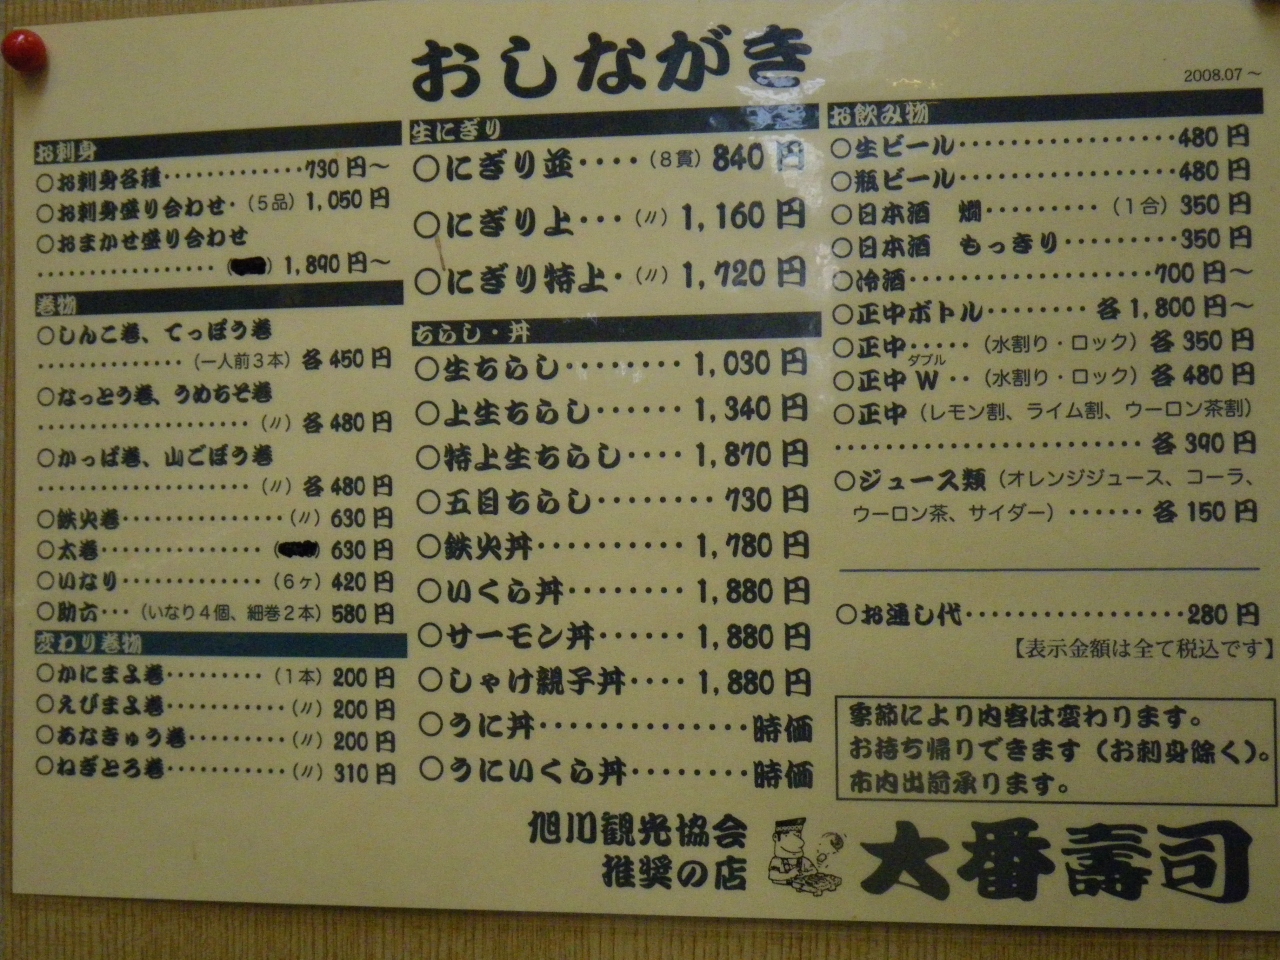 おしながき
2008.07～
お刺身
○お刺身各種・・・・・・・・・・・・・730円～
○お刺身盛り合わせ・（5品）1,050円
○おまかせ盛り合わせ
・・・・・・・・・・・・・・・・・（　）1,890円～
巻物
○しんこ巻、てっぽう巻
・・・・・・・・・・・・・・（一人前3本）各450円
○なっとう巻、うめちそ巻
・・・・・・・・・・・・・・・・・・・・（〃）各480円
○かっぱ巻、山ごぼう巻
・・・・・・・・・・・・・・・・・・・・（〃）各480円
○鉄火巻・・・・・・・・・・・・・・・（〃）630円
○太巻・・・・・・・・・・・・・・・（　）630円
○いなり・・・・・・・・・・・・・（6ヶ）420円
○助六・・・（いなり4個、細巻2本）580円
変わり巻物
○かにまよ巻・・・・・・・・・（1本）200円
○えびまよ巻・・・・・・・・・・・（〃）200円
○あなきゅう巻・・・・・・・・・（〃）200円
○ねぎとろ巻・・・・・・・・・・・（〃）310円
生にぎり
○にぎり並・・・・（8貫）840円
○にぎり上・・・（〃）1,160円
○にぎり特上・（〃）1,720円
ちらし・丼
○生ちらし・・・・・・・・1,030円
○上生ちらし・・・・・・1,340円
○特上生ちらし・・・・1,870円
○五目ちらし・・・・・・・・730円
○鉄火丼・・・・・・・・・・1,780円
○いくら丼・・・・・・・・1,880円
○サーモン丼・・・・・・1,880円
○しゃけ親子丼・・・・1,880円
○うに丼・・・・・・・・・・・・・・時価
○うにいくら丼・・・・・・・・時価
お飲み物
○生ビール・・・・・・・・・・・・・・・・・480円
○瓶ビール・・・・・・・・・・・・・・・・・480円
○日本酒　燗・・・・・・・・・（1合）350円
○日本酒　もっきり・・・・・・・・・350円
○冷酒・・・・・・・・・・・・・・・・・・・700円～
○正中ボトル・・・・・・・・各1,800円～
○正中・・・・・（水割り・ロック）各350円
ダブル
○正中W・・（水割り・ロック）各480円
○正中（レモン割、ライム割、ウーロン茶割）
・・・・・・・・・・・・・・・・・・・・・・・・各390円
○ジュース類（オレンジジュース、コーラ、
ウーロン茶、サイダー）・・・・・・各150円
○お通し代・・・・・・・・・・・・・・・・・280円
【表示金額は全て税込です】
季節により内容は変わります。
お持ち帰りできます（お刺身除く）。
市内出前承ります。
旭川観光協会
推奨の店
大番壽司